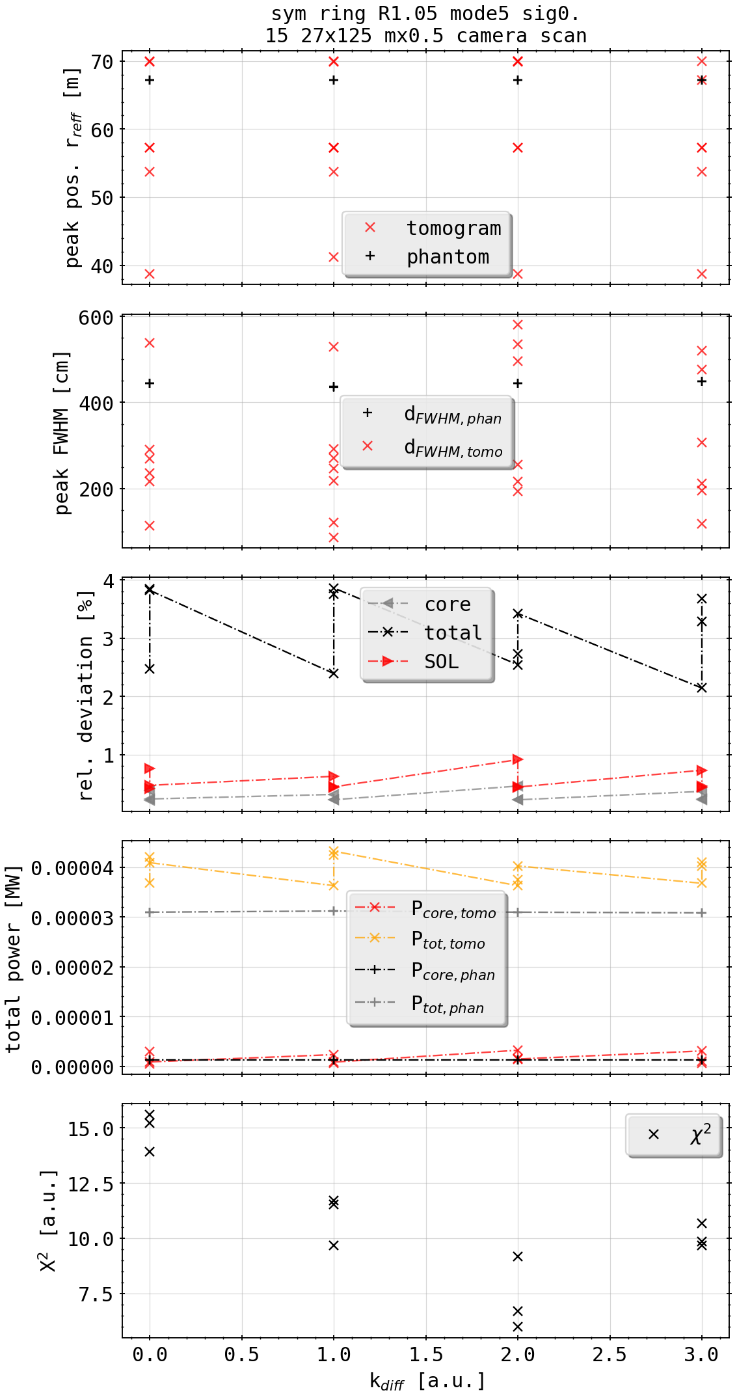 sym ring R1.05 mode5 sig0.
15 27x125 mx0.5 camera scan
peak pos. r_reff [m]
70
60
50
40
tomogram
phantom
peak FWHM [cm]
600
400
200
d_FWHM,phan
d_FWHM,tomo
rel. deviation [%]
4
3
2
1
core
total
SOL
total power [MW]
0.00004
0.00003
0.00002
0.00001
0.00000
P_core,tomo
P_tot,tomo
P_core,phan
P_tot,phan
X² [a.u.]
15.0
12.5
10.0
7.5
χ²
0.0 0.5 1.0 1.5 2.0 2.5 3.0
k_diff [a.u.]